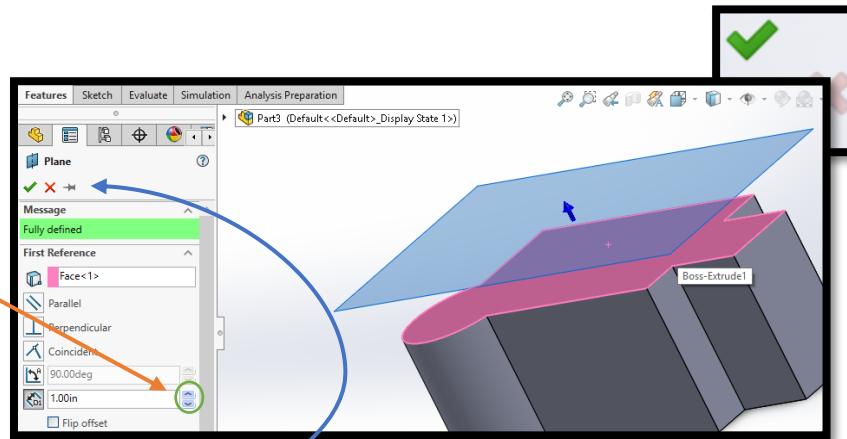 Features Sketch Evaluate Simulation Analysis Preparation
Part3 (Default<<Default>_Display State 1>)
Plane
Message
Fully defined
First Reference
Face<1>
Parallel
Perpendicular
Coincident
90.00deg
1.00in
Flip offset
Boss-Extrude1